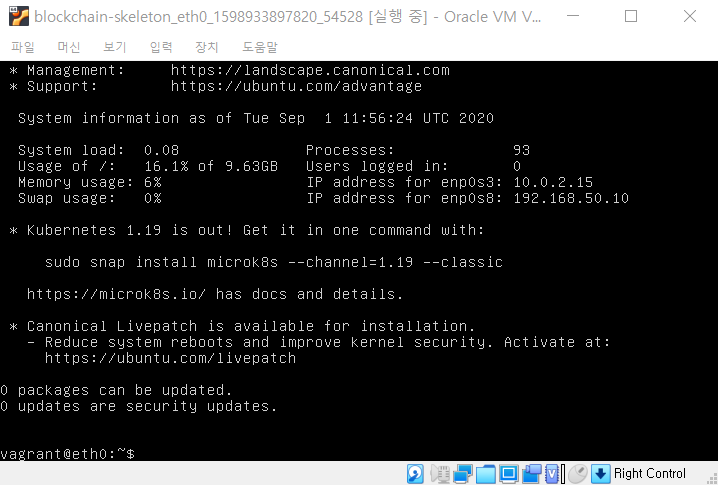 blockchain-skeleton_eth0_1598933897820_54528 [실행 중] - Oracle VM V...
파일 머신 보기 입력 장치 도움말
* Management: https://landscape.canonical.com
* Support: https://ubuntu.com/advantage
System information as of Tue Sep 1 11:56:24 UTC 2020
System load: 0.08 Processes: 93
Usage of /: 16.1% of 9.63GB Users logged in: 0
Memory usage: 6% IP address for enp0s3: 10.0.2.15
Swap usage: 0% IP address for enp0s8: 192.168.50.10
* Kubernetes 1.19 is out! Get it in one command with:
sudo snap install microk8s --channel=1.19 --classic
https://microk8s.io/ has docs and details.
* Canonical Livepatch is available for installation.
- Reduce system reboots and improve kernel security. Activate at:
https://ubuntu.com/livepatch
0 packages can be updated.
0 updates are security updates.
vagrant@eth0:~$
Right Control